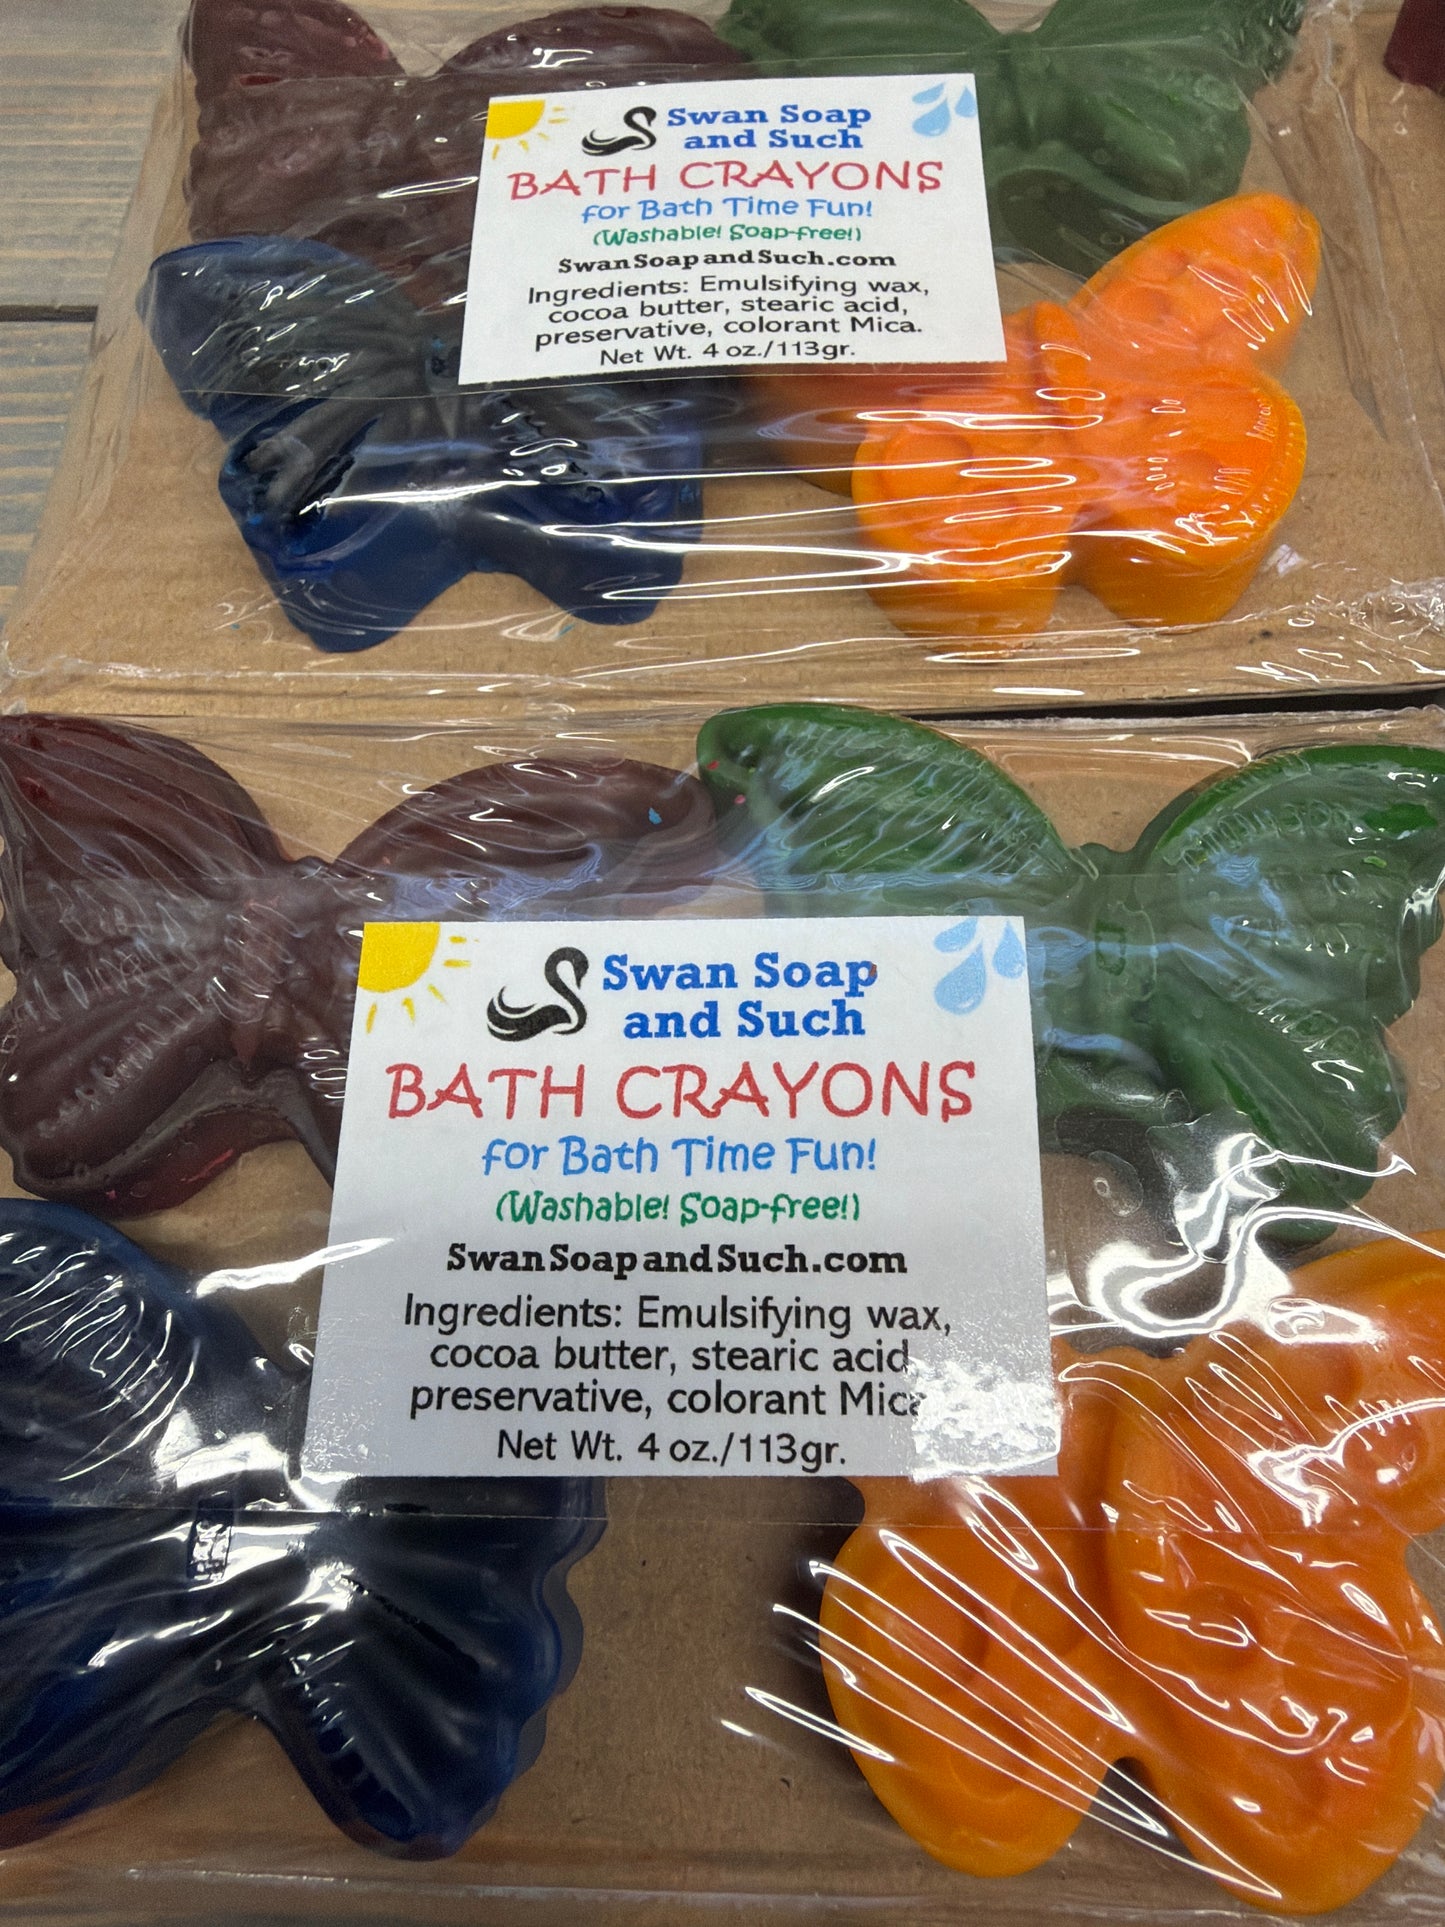 Swan Soap
and Such
BATH CRAYONS
for Bath Time Fun!
(Washable! Soap-free!)
SwanSoapandSuch.com
Ingredients: Emulsifying wax,
cocoa butter, stearic acid,
preservative, colorant Mica.
Net Wt. 4 oz./113gr.
Swan Soap
and Such
BATH CRAYONS
for Bath Time Fun!
(Washable! Soap-free!)
SwanSoapandSuch.com
Ingredients: Emulsifying wax,
cocoa butter, stearic acid,
preservative, colorant Mica
Net Wt. 4 oz./113gr.